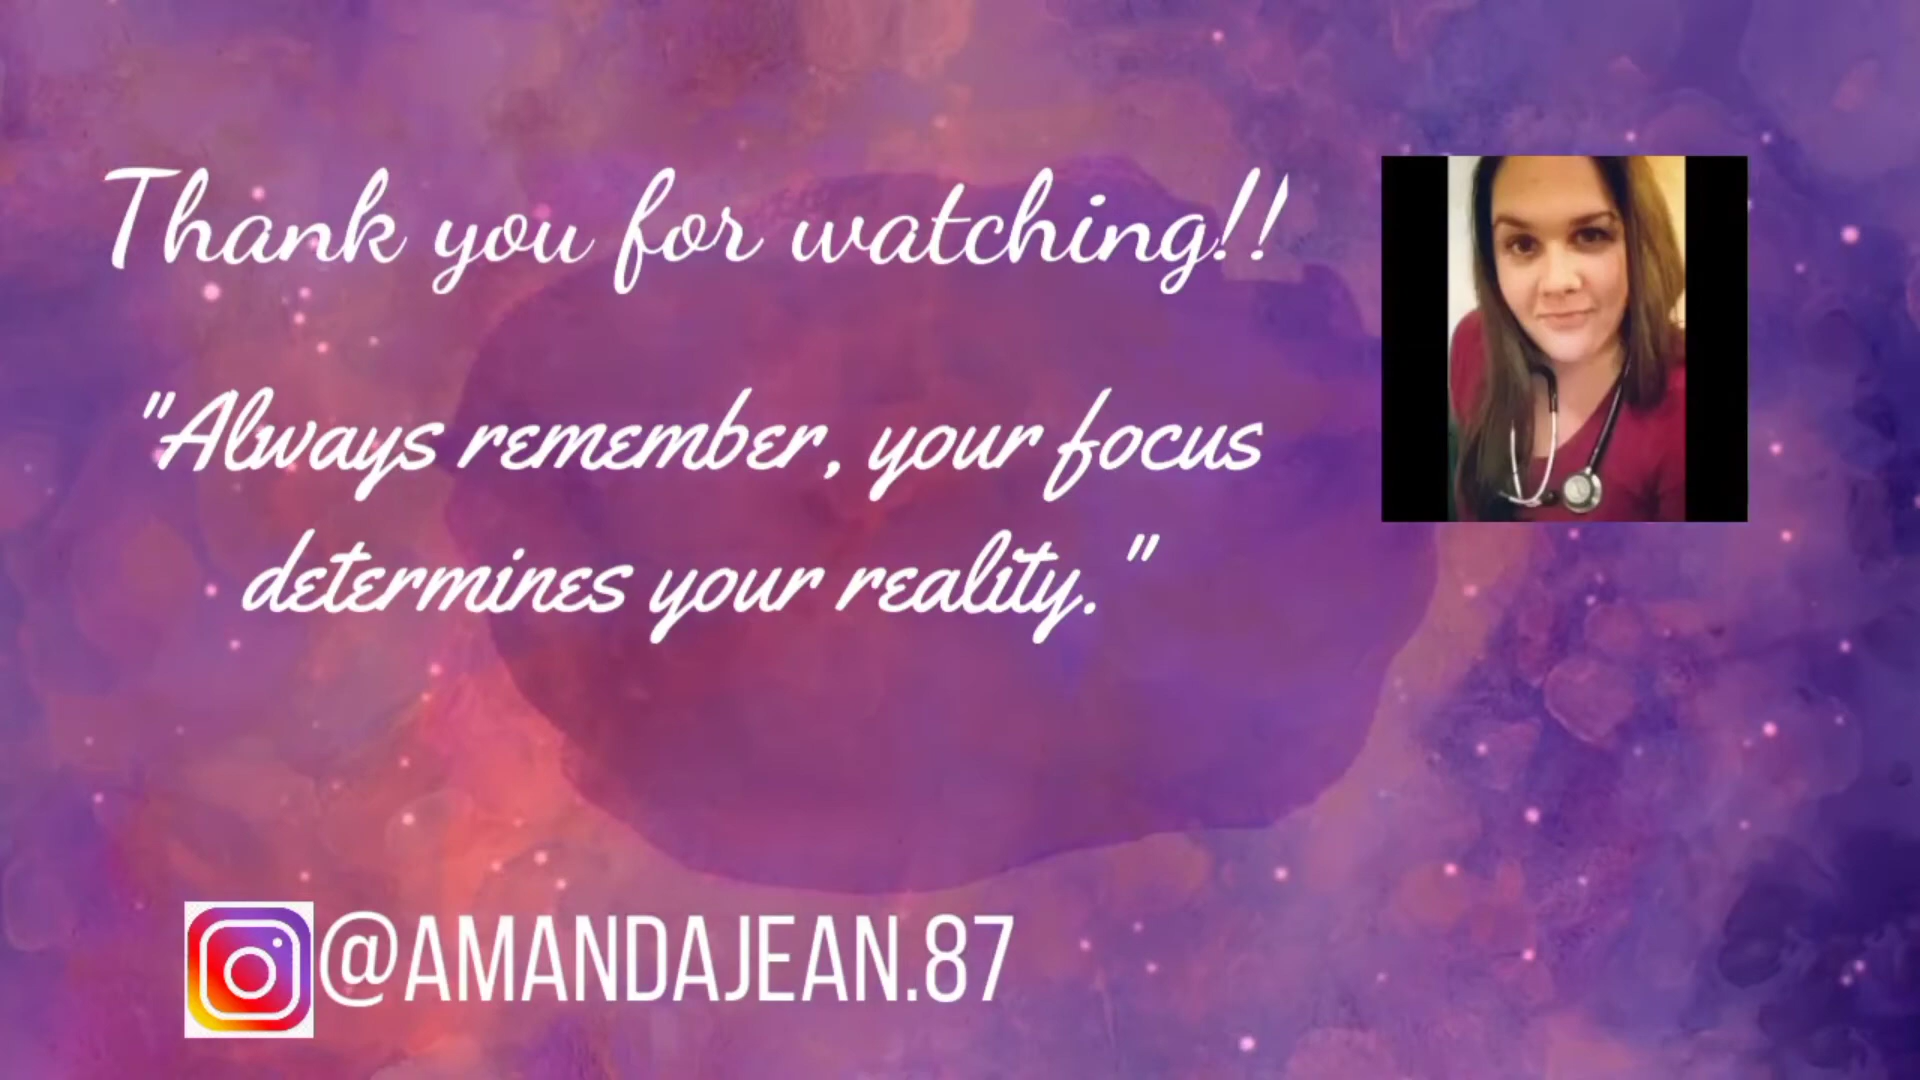 Thank you for watching!!
"Always remember, your focus
determines your reality."
@AMANDAJEAN.87